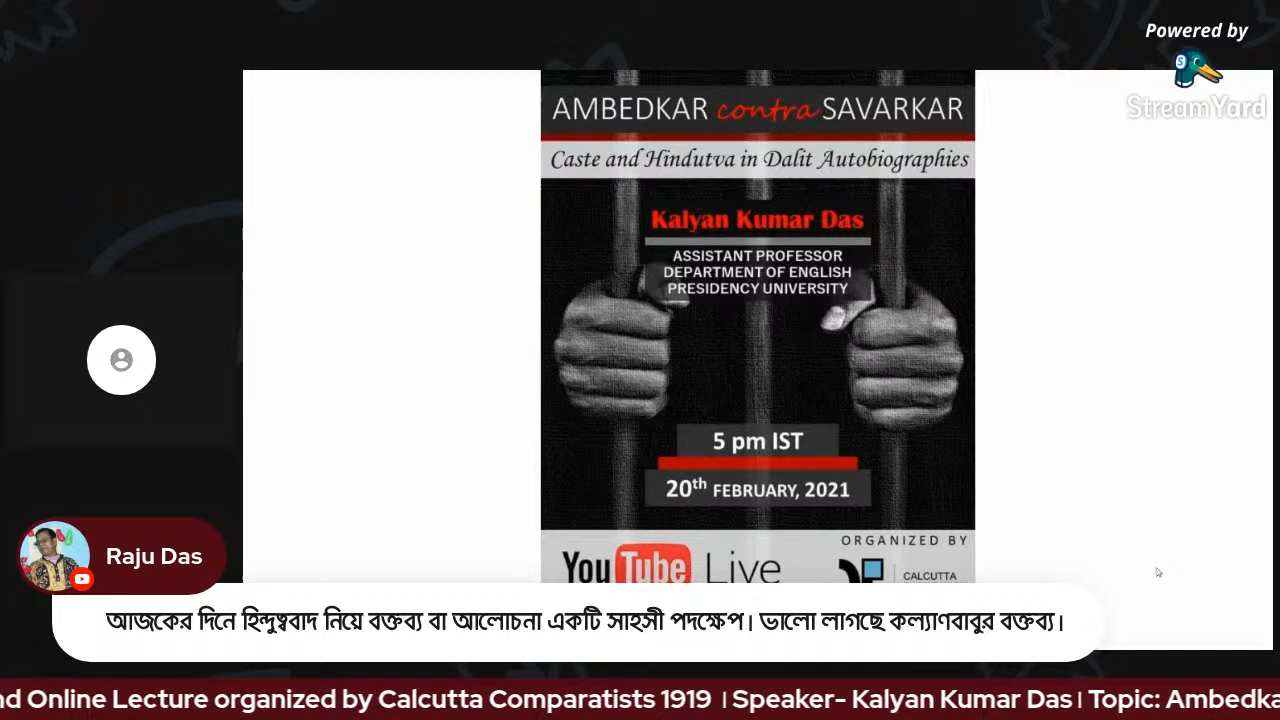 Powered by
StreamYard
AMBEDKAR contra SAVARKAR
Caste and Hindutva in Dalit Autobiographies
Kalyan Kumar Das
ASSISTANT PROFESSOR
DEPARTMENT OF ENGLISH
PRESIDENCY UNIVERSITY
5 pm IST
20th FEBRUARY, 2021
ORGANIZED BY
YouTube Live
CALCUTTA
Raju Das
আজকের দিনে হিন্দুত্ববাদ নিয়ে বক্তব্য বা আলোচনা একটি সাহসী পদক্ষেপ। ভালো লাগছে কল্যাণবাবুর বক্তব্য।
nd Online Lecture organized by Calcutta Comparatists 1919 । Speaker- Kalyan Kumar Das। Topic: Ambedka